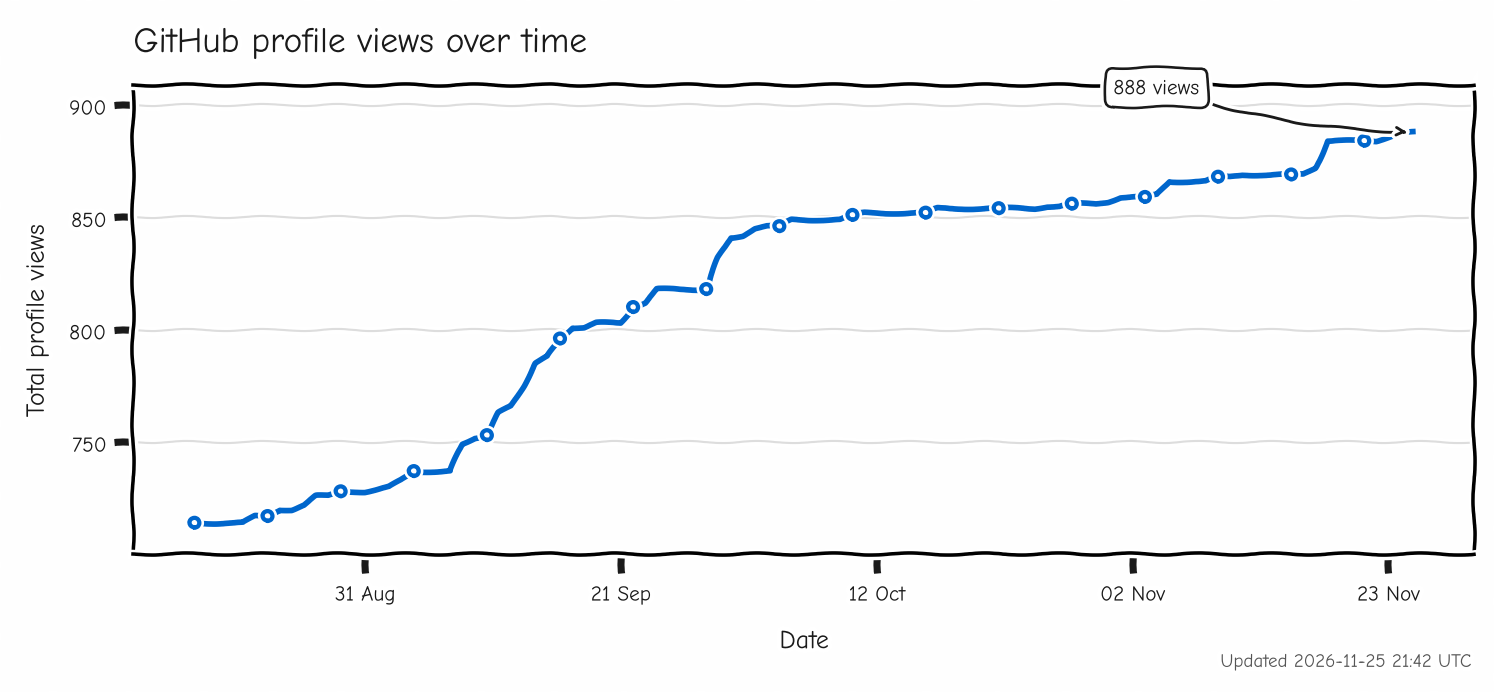 GitHub profile views over time
888 views
900
850
800
750
Total profile views
31 Aug
21 Sep
12 Oct
02 Nov
23 Nov
Date
Updated 2026-11-25 21:42 UTC